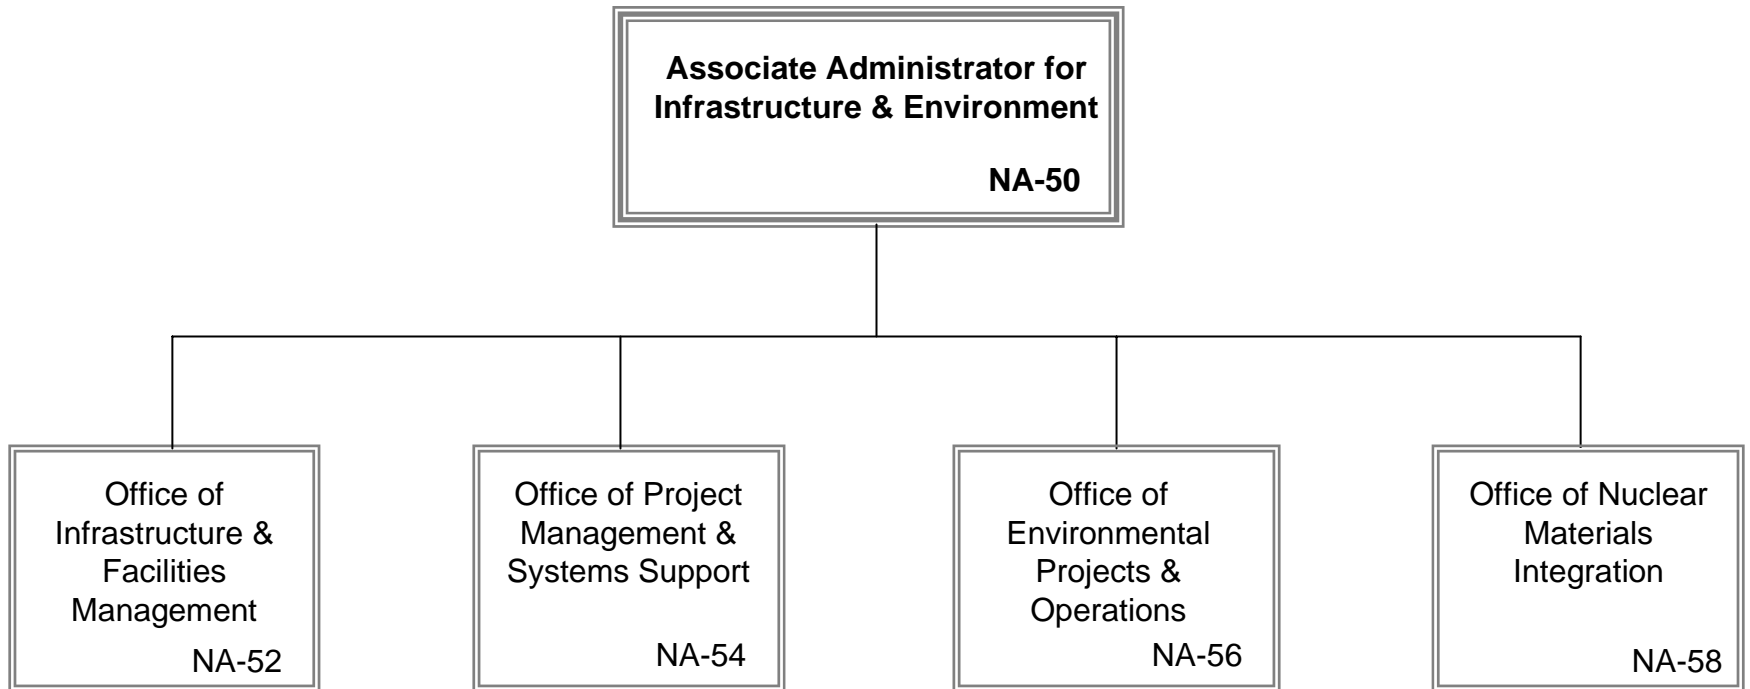 Associate Administrator for
Infrastructure & Environment
NA-50
Office of
Infrastructure &
Facilities
Management
NA-52
Office of Project
Management &
Systems Support
NA-54
Office of
Environmental
Projects &
Operations
NA-56
Office of Nuclear
Materials
Integration
NA-58